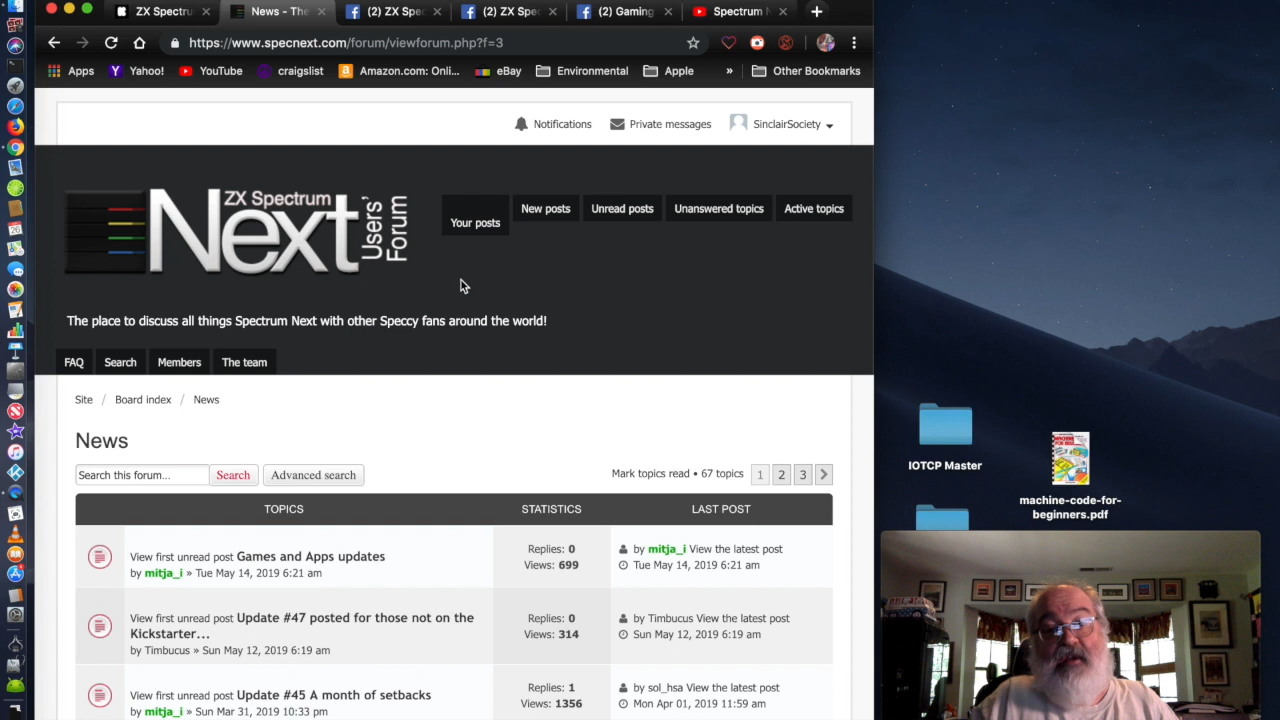 ZX Spectru
News - The
(2) ZX Spe
(2) ZX Spe
(2) Gaming
Spectrum N
https://www.specnext.com/forum/viewforum.php?f=3
Apps
Yahoo!
YouTube
craigslist
Amazon.com: Onli...
eBay
Environmental
Apple
»
Other Bookmarks
Notifications
Private messages
SinclairSociety
ZX Spectrum
Next
Users' Forum
Your posts
New posts
Unread posts
Unanswered topics
Active topics
The place to discuss all things Spectrum Next with other Speccy fans around the world!
FAQ
Search
Members
The team
Site / Board index / News
News
Search this forum...
Search
Advanced search
Mark topics read • 67 topics
1
2
3
TOPICS
STATISTICS
LAST POST
View first unread post Games and Apps updates
by mitja_i » Tue May 14, 2019 6:21 am
Replies: 0
Views: 699
by mitja_i View the latest post
Tue May 14, 2019 6:21 am
View first unread post Update #47 posted for those not on the
Kickstarter...
by Timbucus » Sun May 12, 2019 6:19 am
Replies: 0
Views: 314
by Timbucus View the latest post
Sun May 12, 2019 6:19 am
View first unread post Update #45 A month of setbacks
by mitja_i » Sun Mar 31, 2019 10:33 pm
Replies: 1
Views: 1356
by sol_hsa View the latest post
Mon Apr 01, 2019 11:59 am
IOTCP Master
machine-code-for-
beginners.pdf